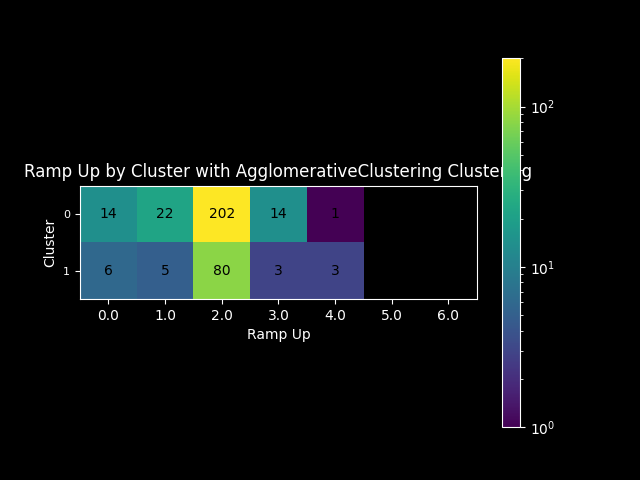 Ramp Up by Cluster with AgglomerativeClustering Clustering
Cluster
0 14 22 202 14 1
1 6 5 80 3 3
0.0 1.0 2.0 3.0 4.0 5.0 6.0
Ramp Up
10²
10¹
10⁰